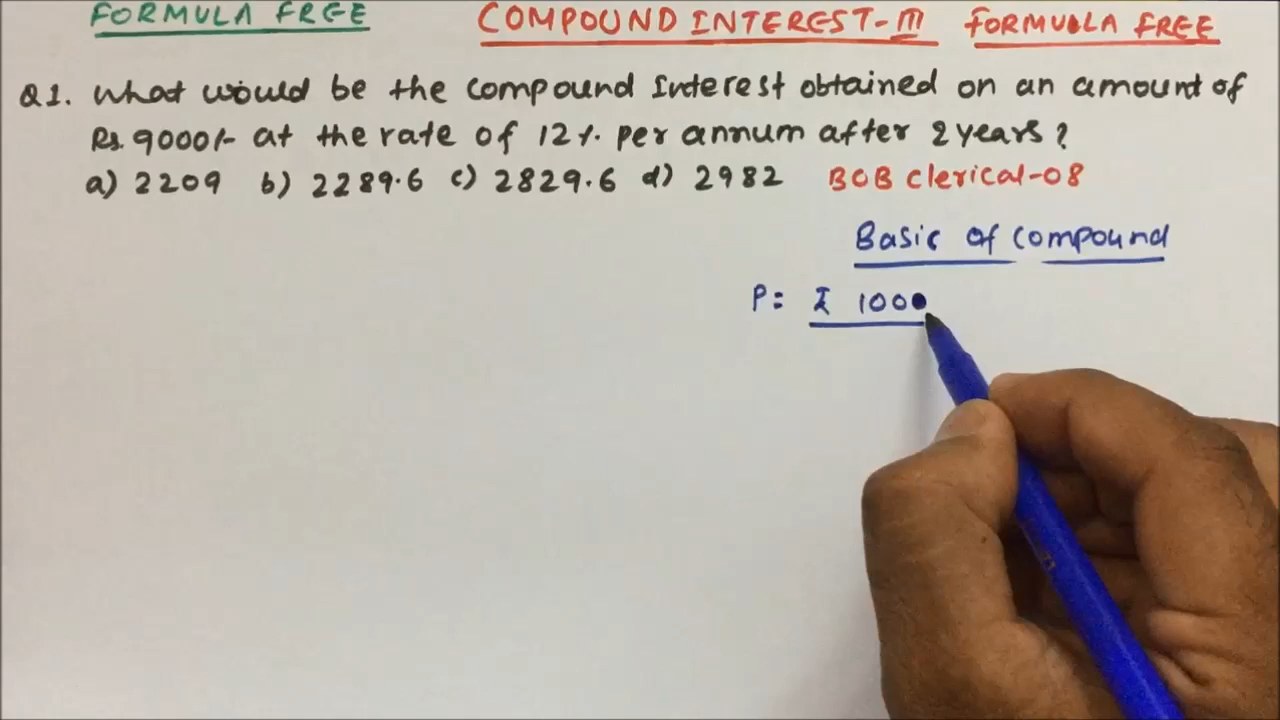 FORMULA FREE COMPOUND INTEREST-III FORMULA FREE
Q1. What would be the compound Interest obtained on an amount of
Rs. 9000/- at the rate of 12%. per annum after 2 years?
a) 2209 b) 2289.6 c) 2829.6 d) 2982 BOB clerical-08
Basic of compound
P: ₹ 1000